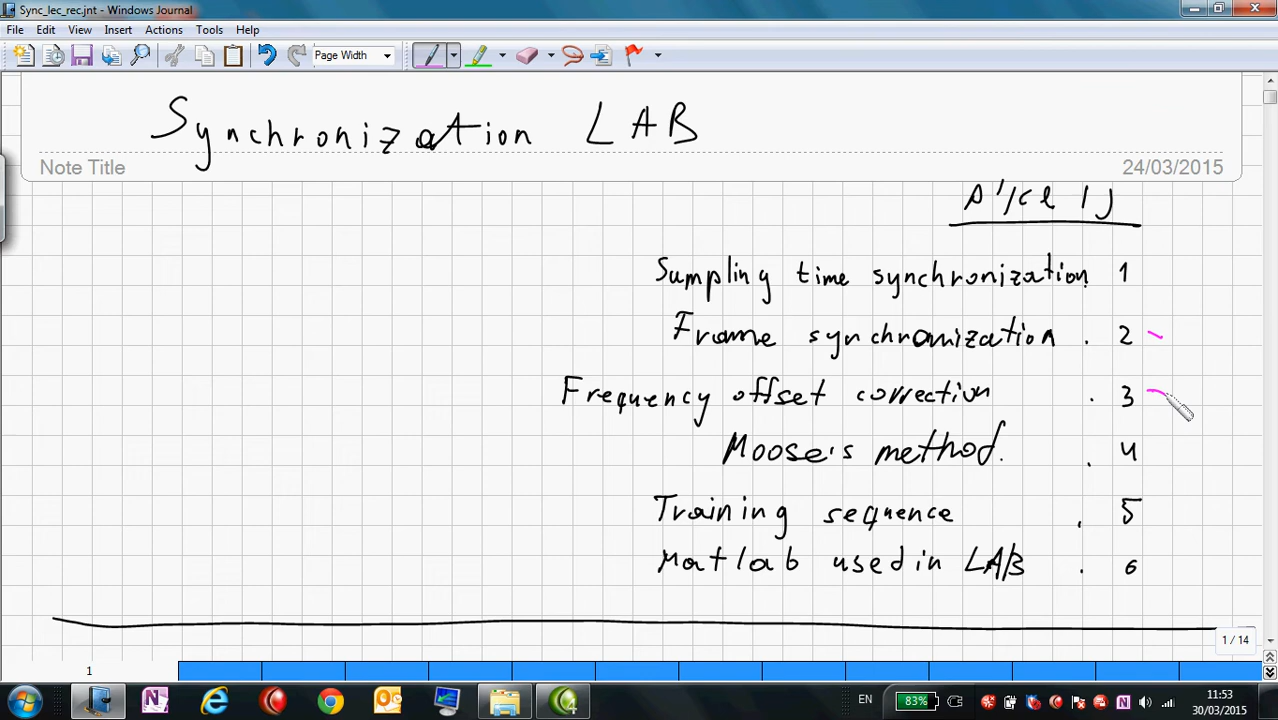 Sync_lec_rec.jnt - Windows Journal
File Edit View Insert Actions Tools Help
Page Width
Synchronization LAB
Note Title 24/03/2015
Sumpling time synchronization 1
Frame synchronization . 2
Frequency offset correction . 3
Moose's method . 4
Training sequence . 5
Matlab used in LAB . 6
1 / 14
1
EN 83% 11:53
30/03/2015